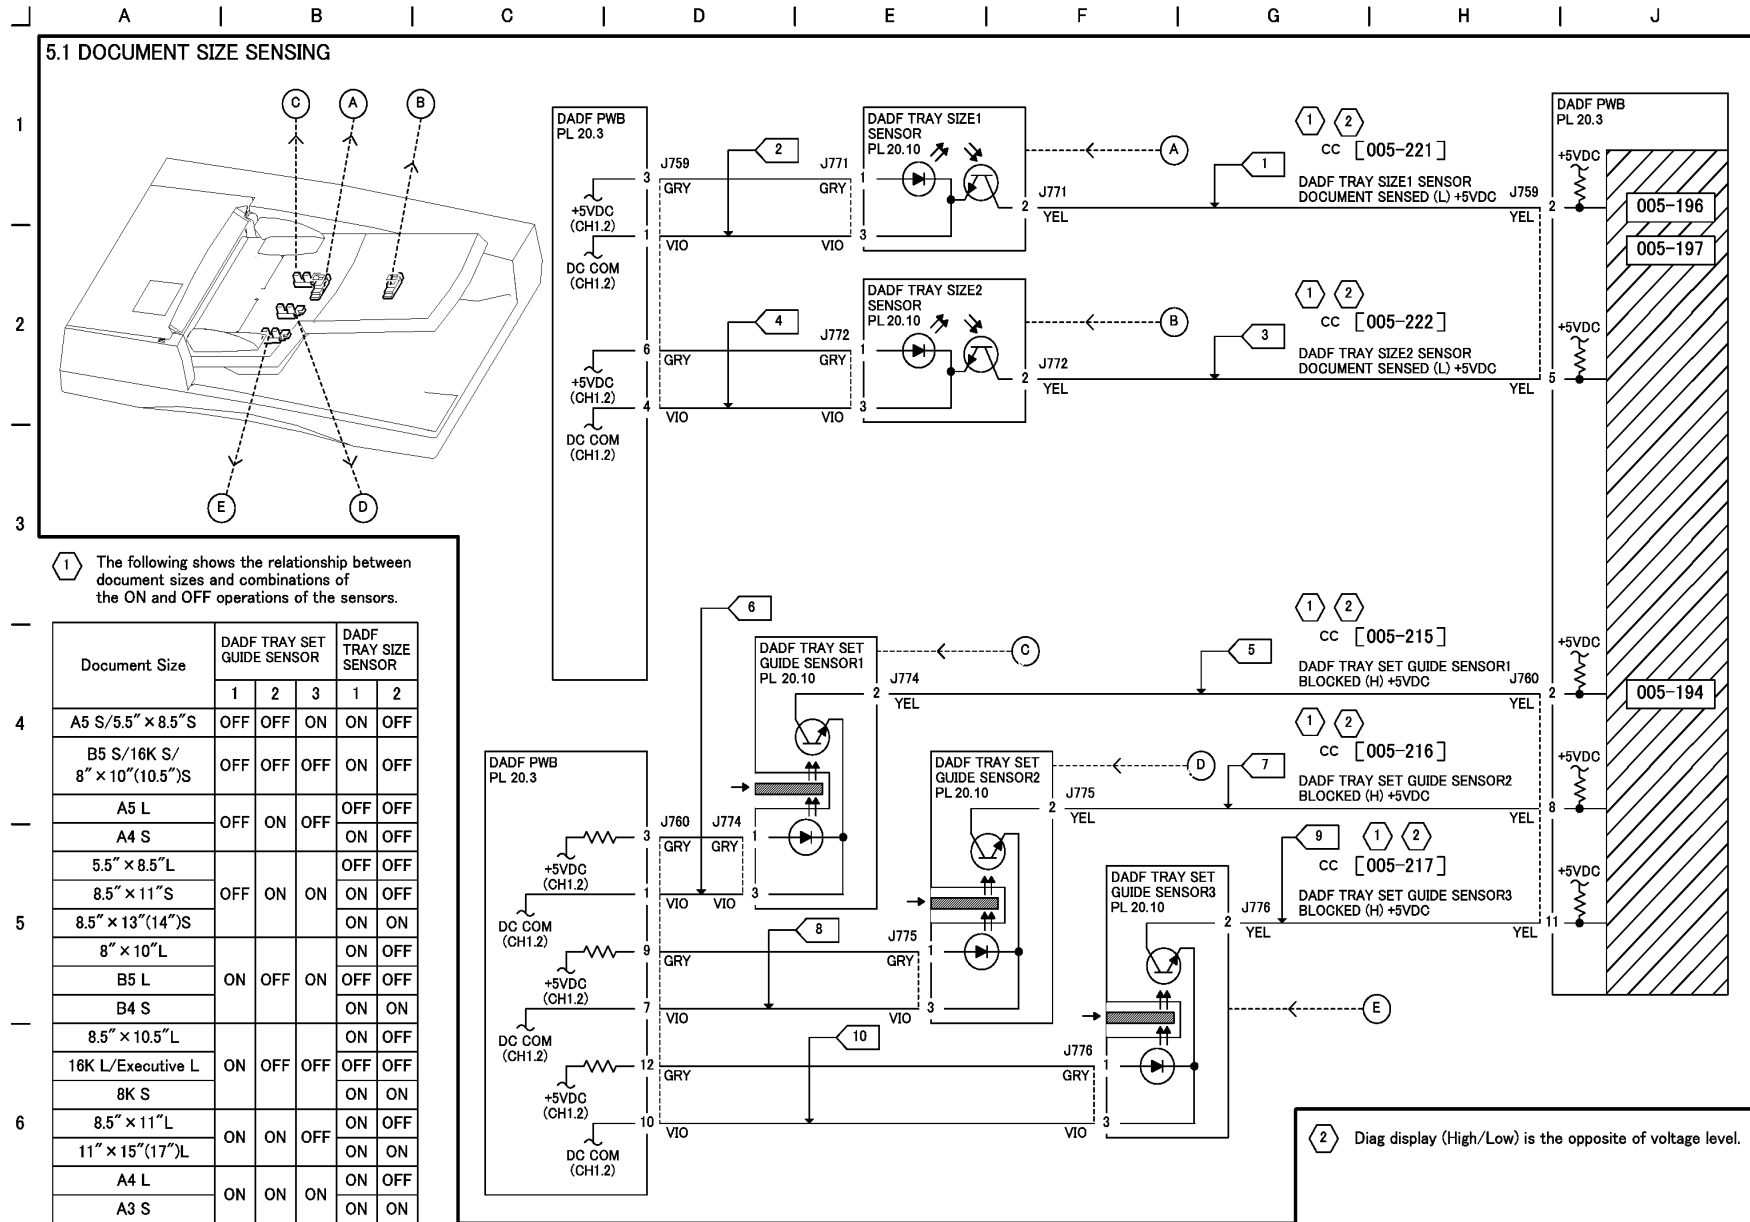 A B C D E F G H J
5.1 DOCUMENT SIZE SENSING
1
2
3
4
5
6
C
A
B
E
D
DADF PWB
PL 20.3
J759
3
GRY
+5VDC
(CH1.2)
1
VIO
DC COM
(CH1.2)
6
GRY
+5VDC
(CH1.2)
4
VIO
DC COM
(CH1.2)
2
J771
GRY
VIO
4
J772
GRY
VIO
DADF TRAY SIZE1
SENSOR
PL 20.10
1
3
2
J771
YEL
A
DADF TRAY SIZE2
SENSOR
PL 20.10
1
3
2
J772
YEL
B
1
1 2
CC [005-221]
DADF TRAY SIZE1 SENSOR
DOCUMENT SENSED (L) +5VDC
J759
YEL
3
1 2
CC [005-222]
DADF TRAY SIZE2 SENSOR
DOCUMENT SENSED (L) +5VDC
YEL
DADF PWB
PL 20.3
+5VDC
2
005-196
005-197
+5VDC
5
1
The following shows the relationship between
document sizes and combinations of
the ON and OFF operations of the sensors.
Document Size
DADF TRAY SET
GUIDE SENSOR
DADF
TRAY SIZE
SENSOR
1 2 3 1 2
A5 S/5.5″×8.5″S OFF OFF ON ON OFF
B5 S/16K S/
8″×10″(10.5″)S
OFF OFF OFF ON OFF
A5 L OFF ON OFF OFF OFF
A4 S ON OFF
5.5″×8.5″L OFF ON ON OFF OFF
8.5″×11″S ON OFF
8.5″×13″(14″)S ON ON
8″×10″L ON OFF ON ON OFF
B5 L OFF OFF
B4 S ON ON
8.5″×10.5″L ON OFF OFF ON OFF
16K L/Executive L OFF OFF
8K S ON ON
8.5″×11″L ON ON OFF ON OFF
11″×15″(17″)L ON ON
A4 L ON ON ON ON OFF
A3 S ON ON
DADF PWB
PL 20.3
+5VDC
(CH1.2)
3
DC COM
(CH1.2)
1
+5VDC
(CH1.2)
9
DC COM
(CH1.2)
7
+5VDC
(CH1.2)
12
DC COM
(CH1.2)
10
6
J760 J774
GRY GRY
VIO VIO
DADF TRAY SET
GUIDE SENSOR1
PL 20.10
1
3
2
J774
YEL
C
8
J775
GRY GRY
VIO VIO
DADF TRAY SET
GUIDE SENSOR2
PL 20.10
1
3
2
J775
YEL
D
10
J776
GRY GRY
VIO VIO
DADF TRAY SET
GUIDE SENSOR3
PL 20.10
1
3
2
J776
YEL
E
5
1 2
CC [005-215]
DADF TRAY SET GUIDE SENSOR1
BLOCKED (H) +5VDC
J760
YEL
+5VDC
2
005-194
7
1 2
CC [005-216]
DADF TRAY SET GUIDE SENSOR2
BLOCKED (H) +5VDC
YEL
+5VDC
8
9
1 2
CC [005-217]
DADF TRAY SET GUIDE SENSOR3
BLOCKED (H) +5VDC
YEL
+5VDC
11
2
Diag display (High/Low) is the opposite of voltage level.